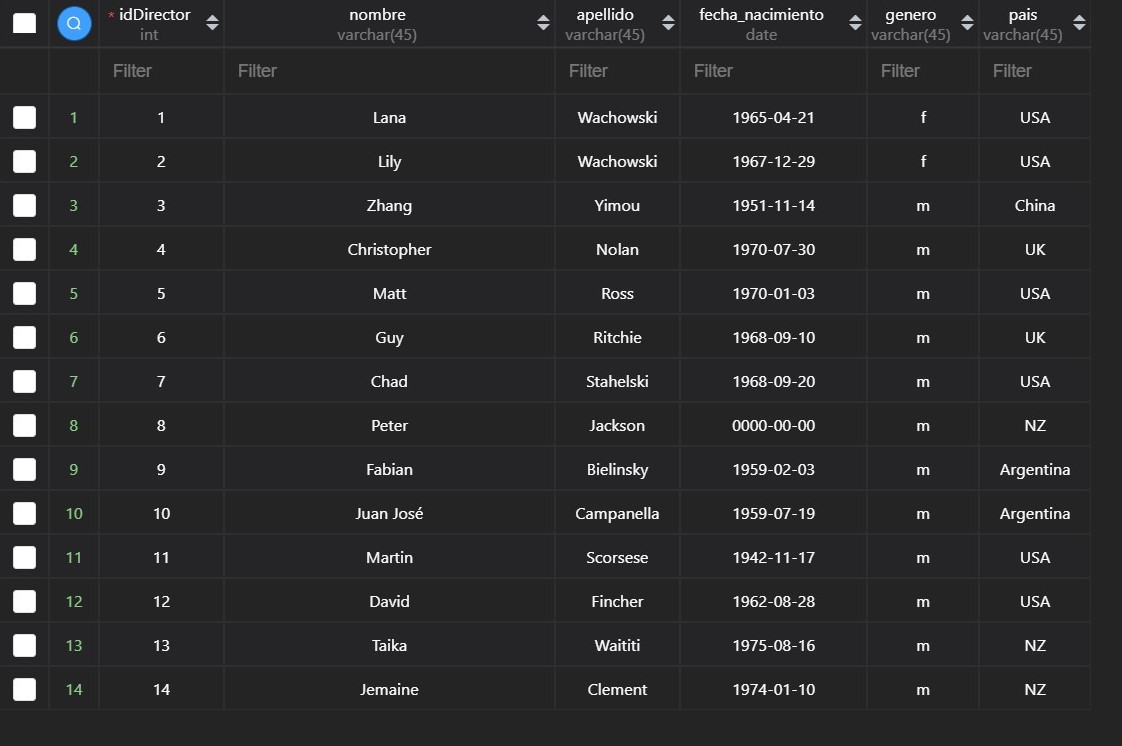 * idDirector nombre apellido fecha_nacimiento genero pais
int varchar(45) varchar(45) date varchar(45) varchar(45)
Filter Filter Filter Filter Filter Filter
1 1 Lana Wachowski 1965-04-21 f USA
2 2 Lily Wachowski 1967-12-29 f USA
3 3 Zhang Yimou 1951-11-14 m China
4 4 Christopher Nolan 1970-07-30 m UK
5 5 Matt Ross 1970-01-03 m USA
6 6 Guy Ritchie 1968-09-10 m UK
7 7 Chad Stahelski 1968-09-20 m USA
8 8 Peter Jackson 0000-00-00 m NZ
9 9 Fabian Bielinsky 1959-02-03 m Argentina
10 10 Juan José Campanella 1959-07-19 m Argentina
11 11 Martin Scorsese 1942-11-17 m USA
12 12 David Fincher 1962-08-28 m USA
13 13 Taika Waititi 1975-08-16 m NZ
14 14 Jemaine Clement 1974-01-10 m NZ